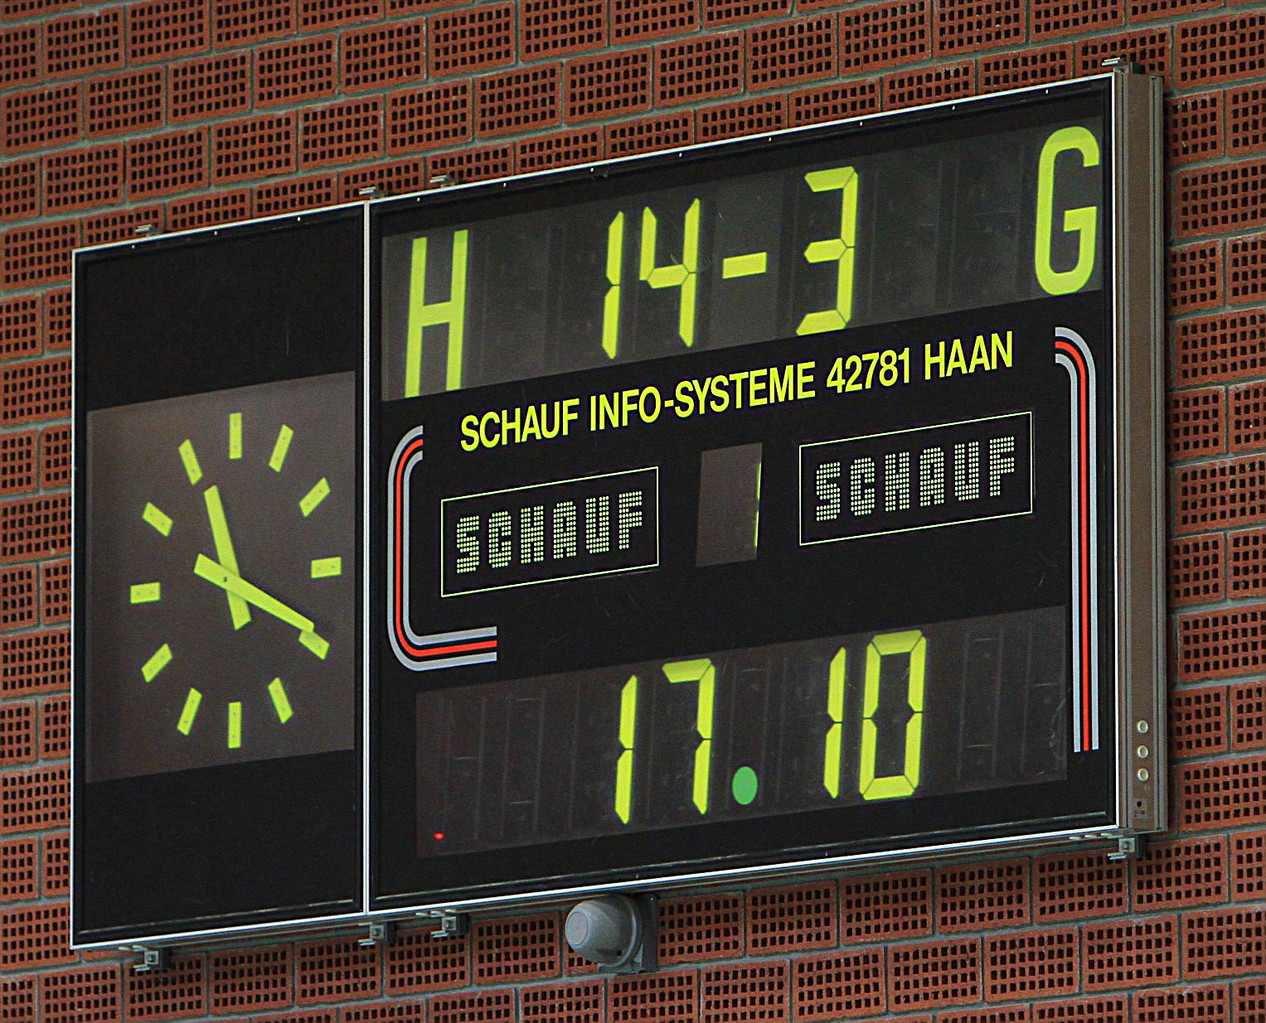 H 14-3 G
SCHAUF INFO-SYSTEME 42781 HAAN
SCHAUF 1 SCHAUF
17.10